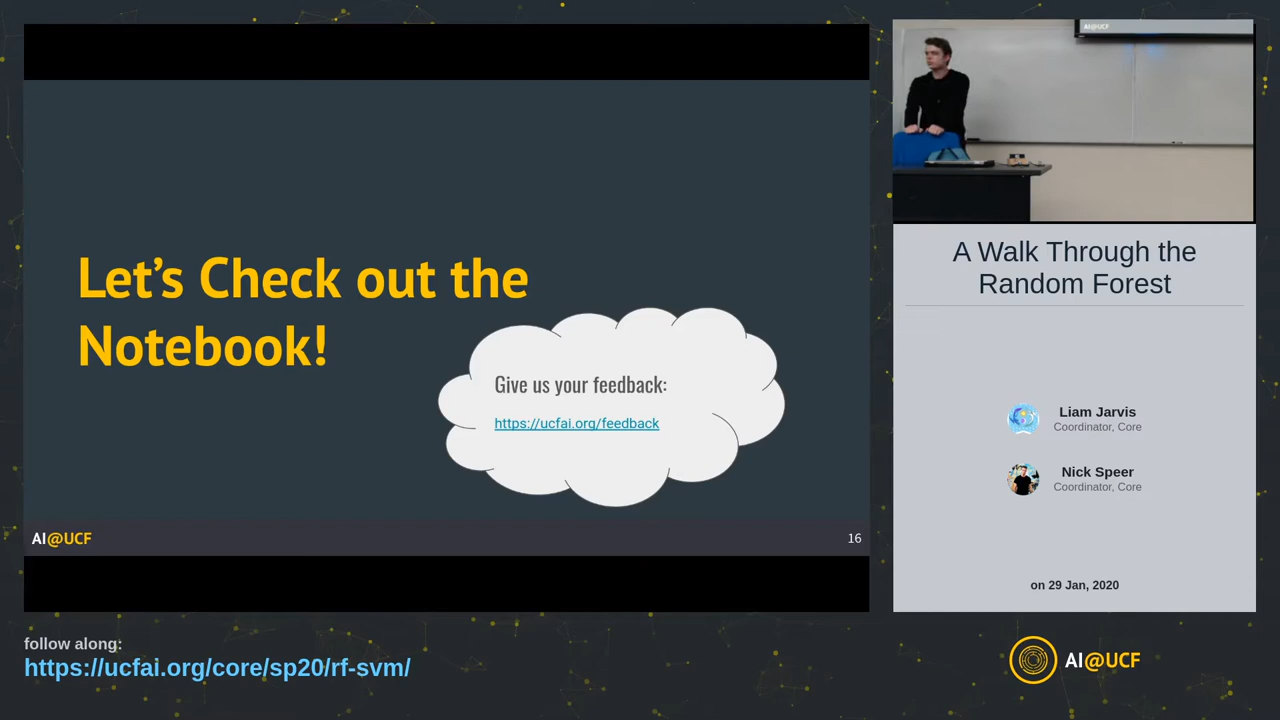 Let's Check out the
Notebook!
Give us your feedback:
https://ucfai.org/feedback
AI@UCF
16
AI@UCF
A Walk Through the
Random Forest
Liam Jarvis
Coordinator, Core
Nick Speer
Coordinator, Core
on 29 Jan, 2020
follow along:
https://ucfai.org/core/sp20/rf-svm/
AI@UCF